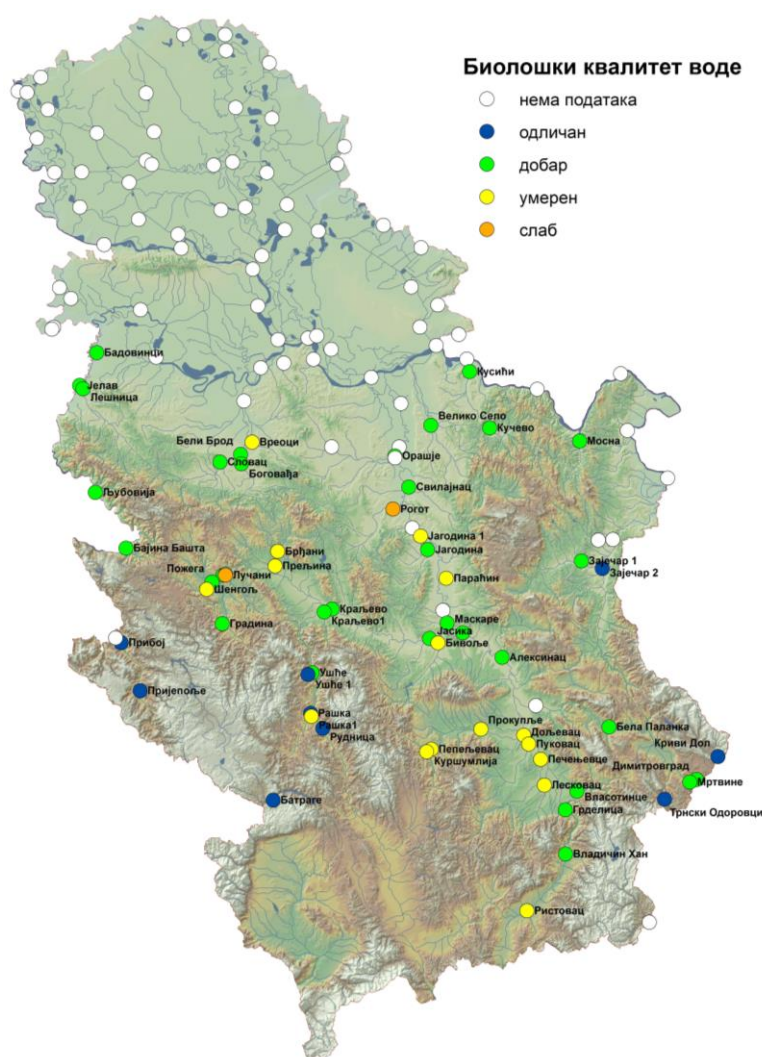 Биолошки квалитет воде
нема података
одличан
добар
умерен
слаб
Бадовинци
Јелав
Лешница
Кусићи
Велико Село
Кучево
Мосна
Бели Брод
Вреоци
Словац
Боговађа
Орашје
Свилајнац
Љубовија
Рогот
Јагодина 1
Јагодина
Бајина Башта
Брђани
Прељина
Зајечар 1
Зајечар 2
Пожега
Лучани
Шенгољ
Параћин
Градина
Краљево
Краљево1
Маскаре
Јасика
Бивоље
Прибој
Алексинац
Ушће
Ушће 1
Пријепоље
Рашка
Рашка1
Рудница
Прокупље
Дољевац
Пуковац
Бела Паланка
Криви Дол
Пепељевац
Куршумлија
Печењевце
Димитровград
Мртвине
Лесковац
Власотинце
Батраге
Грделица
Трнски Одоровци
Владичин Хан
Ристовац